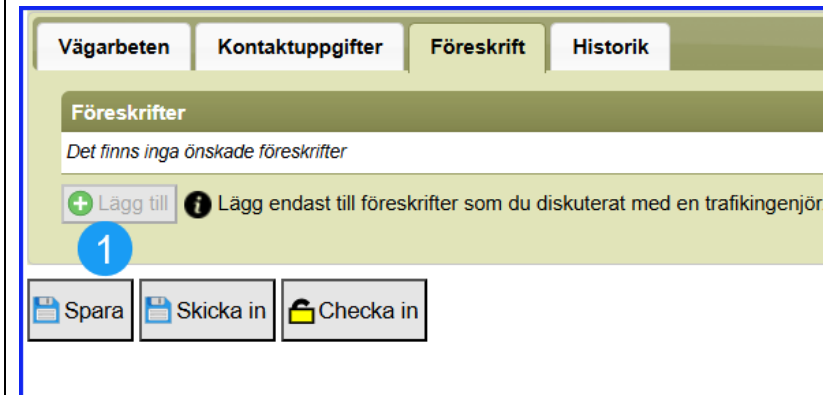 Vägarbeten Kontaktuppgifter Föreskrift Historik
Föreskrifter
Det finns inga önskade föreskrifter
Lägg till Lägg endast till föreskrifter som du diskuterat med en trafikingenjör
1
Spara Skicka in Checka in